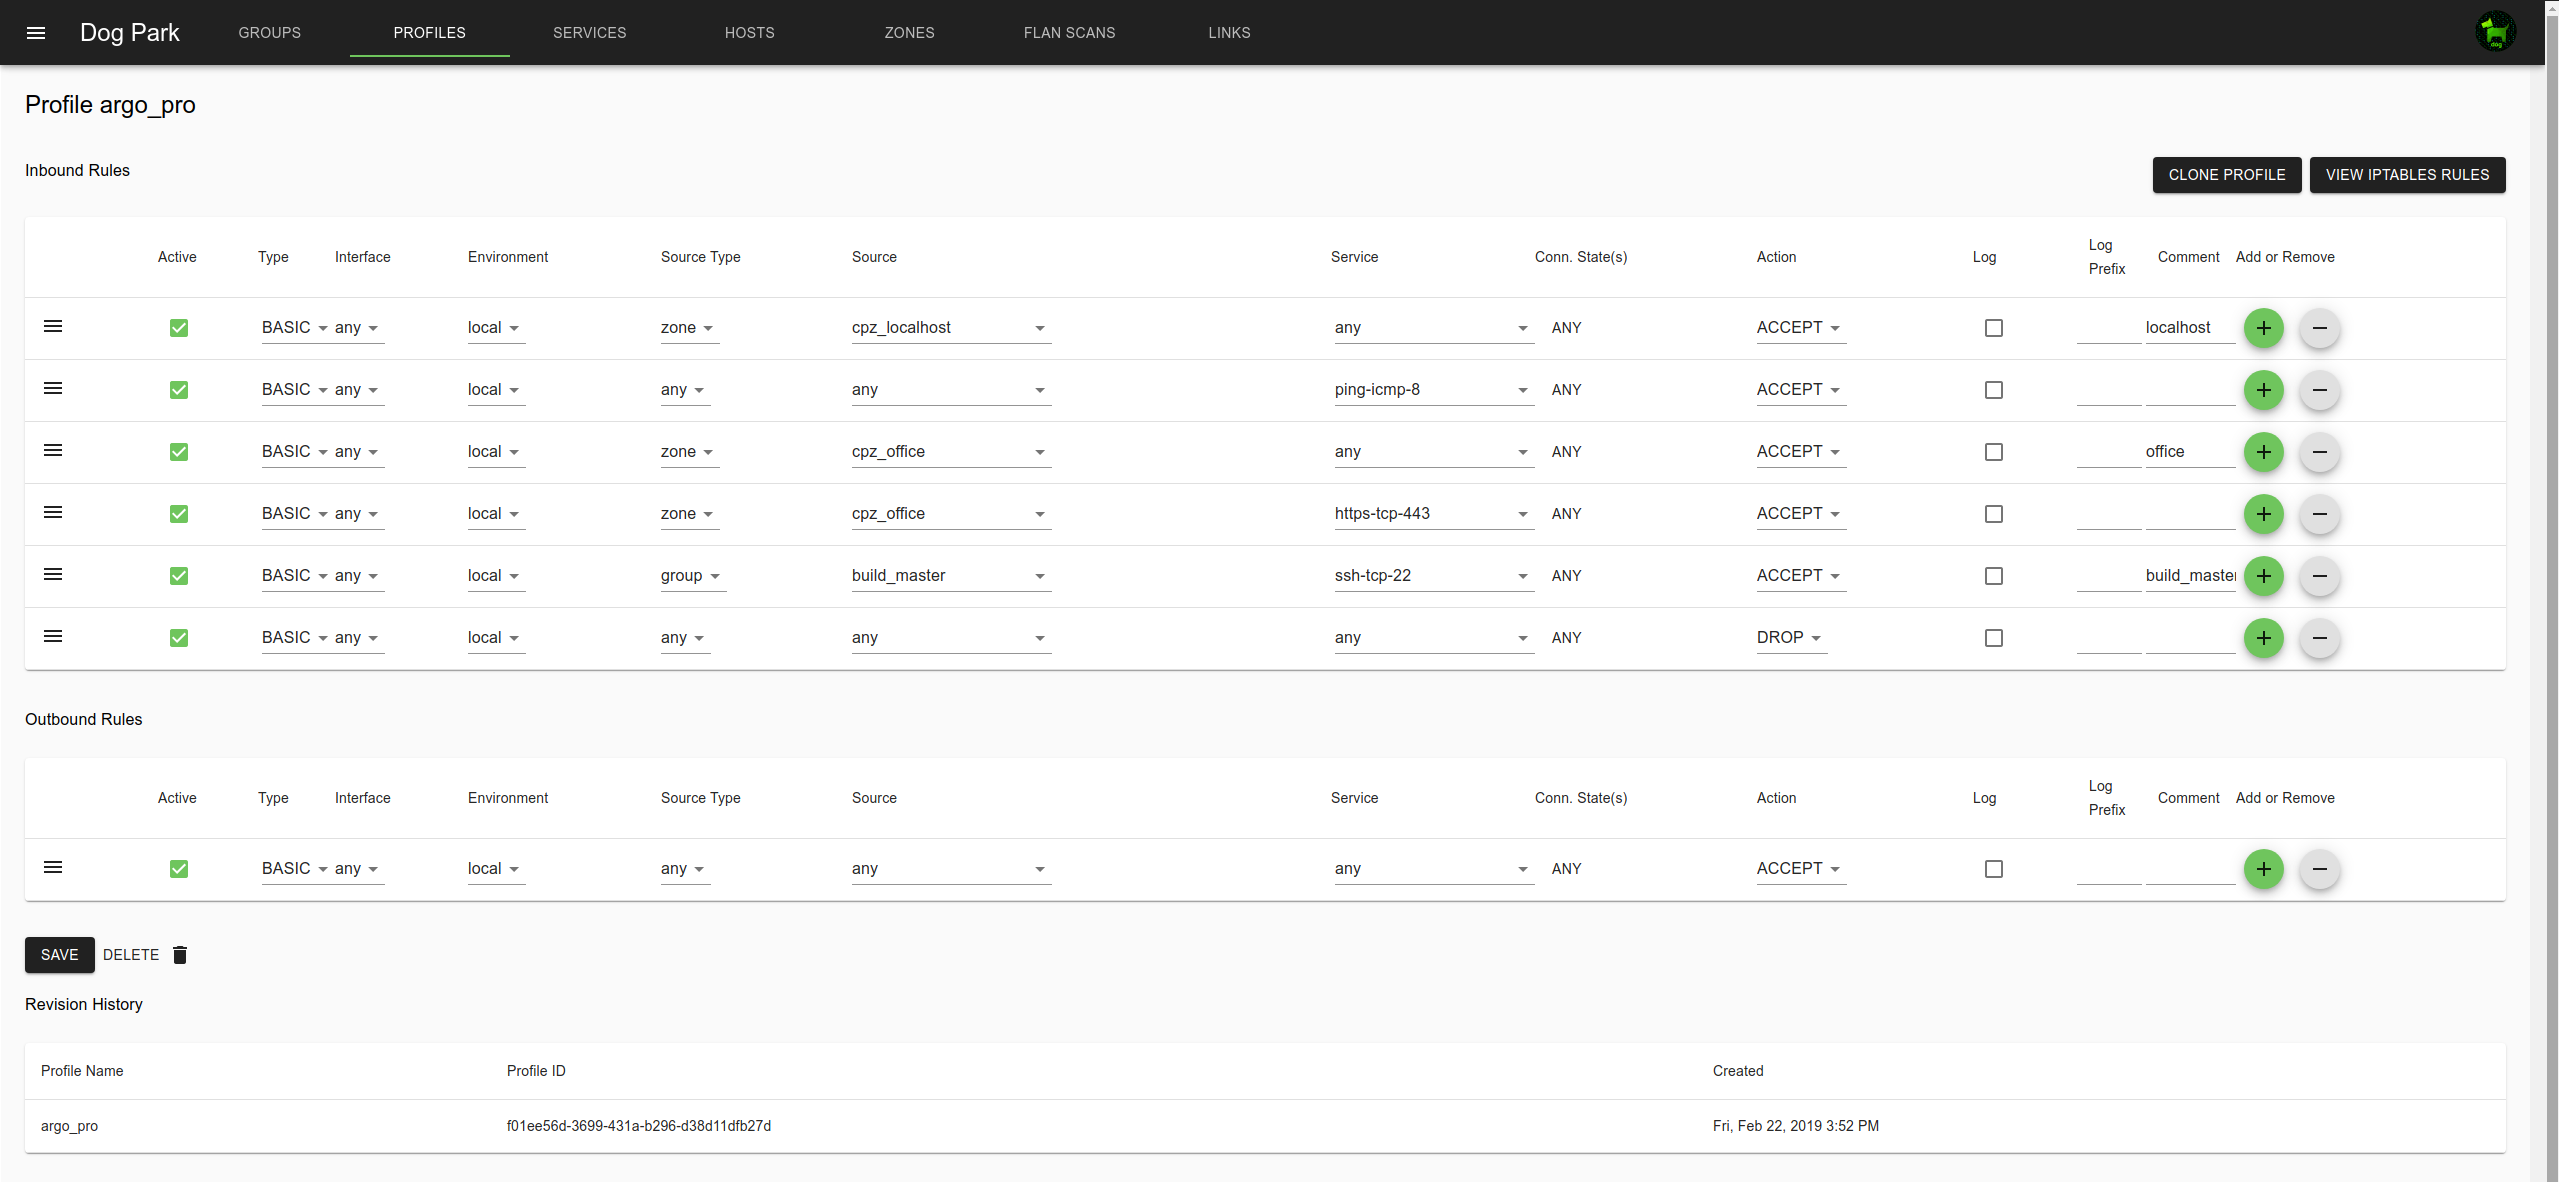 Dog Park GROUPS PROFILES SERVICES HOSTS ZONES FLAN SCANS LINKS
dog
Profile argo_pro
Inbound Rules
CLONE PROFILE VIEW IPTABLES RULES
Active Type Interface Environment Source Type Source Service Conn. State(s) Action Log Log Prefix Comment Add or Remove
BASIC any local zone cpz_localhost any ANY ACCEPT localhost
BASIC any local any any ping-icmp-8 ANY ACCEPT
BASIC any local zone cpz_office any ANY ACCEPT office
BASIC any local zone cpz_office https-tcp-443 ANY ACCEPT
BASIC any local group build_master ssh-tcp-22 ANY ACCEPT build_master
BASIC any local any any any ANY DROP
Outbound Rules
Active Type Interface Environment Source Type Source Service Conn. State(s) Action Log Log Prefix Comment Add or Remove
BASIC any local any any any ANY ACCEPT
SAVE DELETE
Revision History
Profile Name Profile ID Created
argo_pro f01ee56d-3699-431a-b296-d38d11dfb27d Fri, Feb 22, 2019 3:52 PM